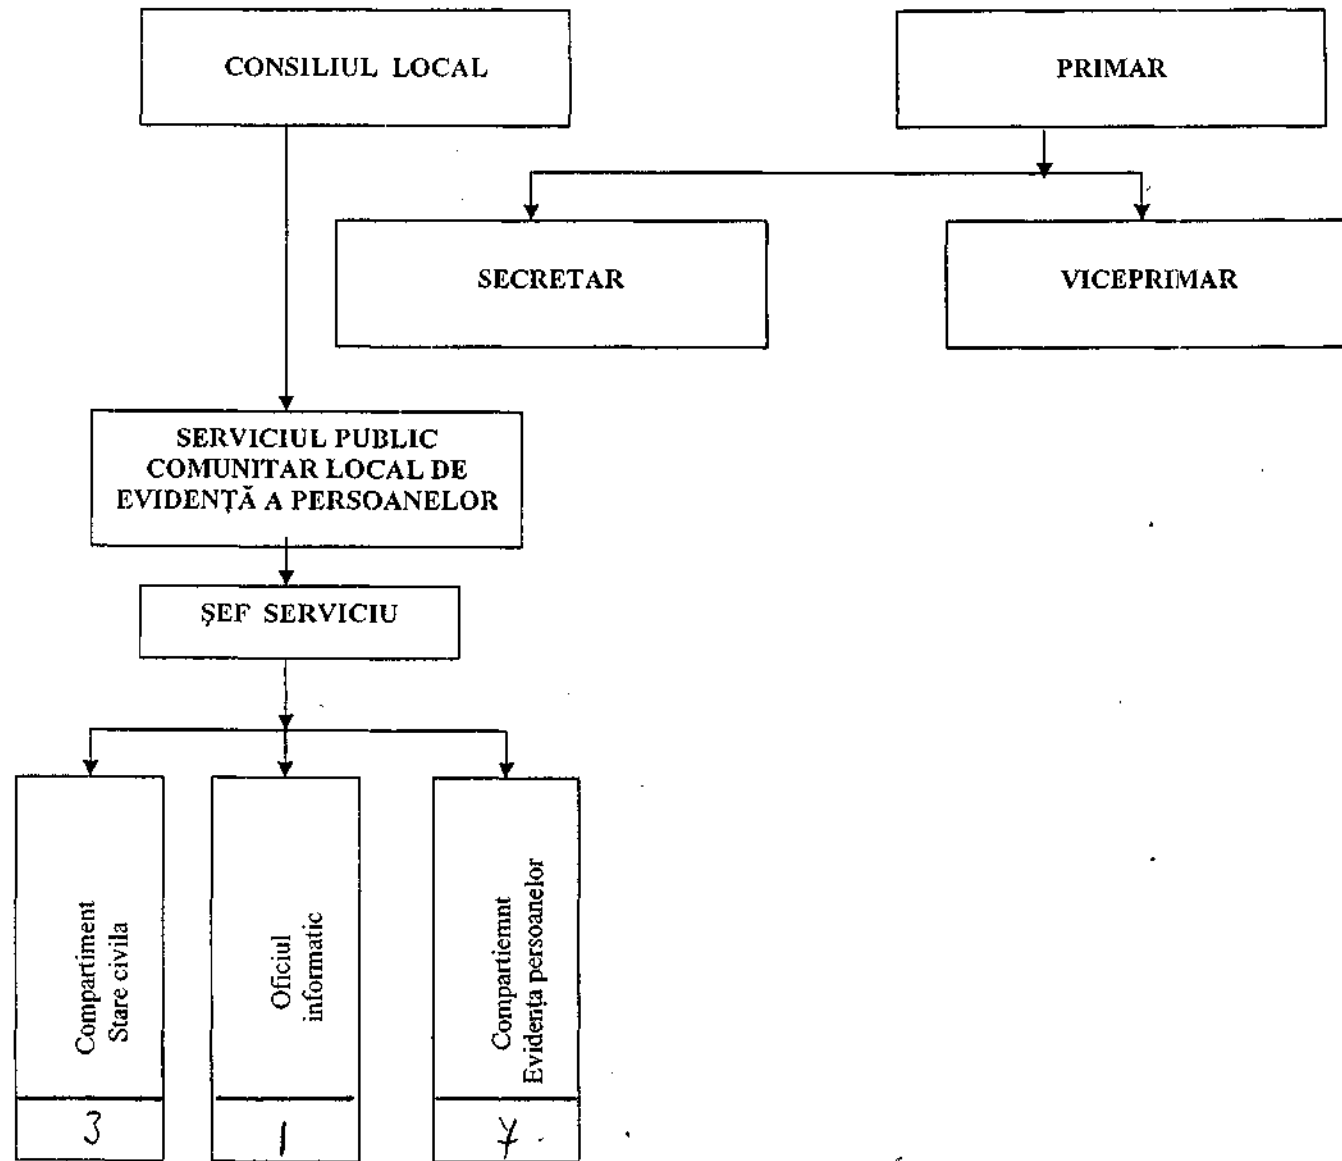 CONSILIUL LOCAL
PRIMAR
SECRETAR
VICEPRIMAR
SERVICIUL PUBLIC
COMUNITAR LOCAL DE
EVIDENȚĂ A PERSOANELOR
ȘEF SERVICIU
Compartiment
Stare civila
3
Oficiul
informatic
1
Compartiemnt
Evidența persoanelor